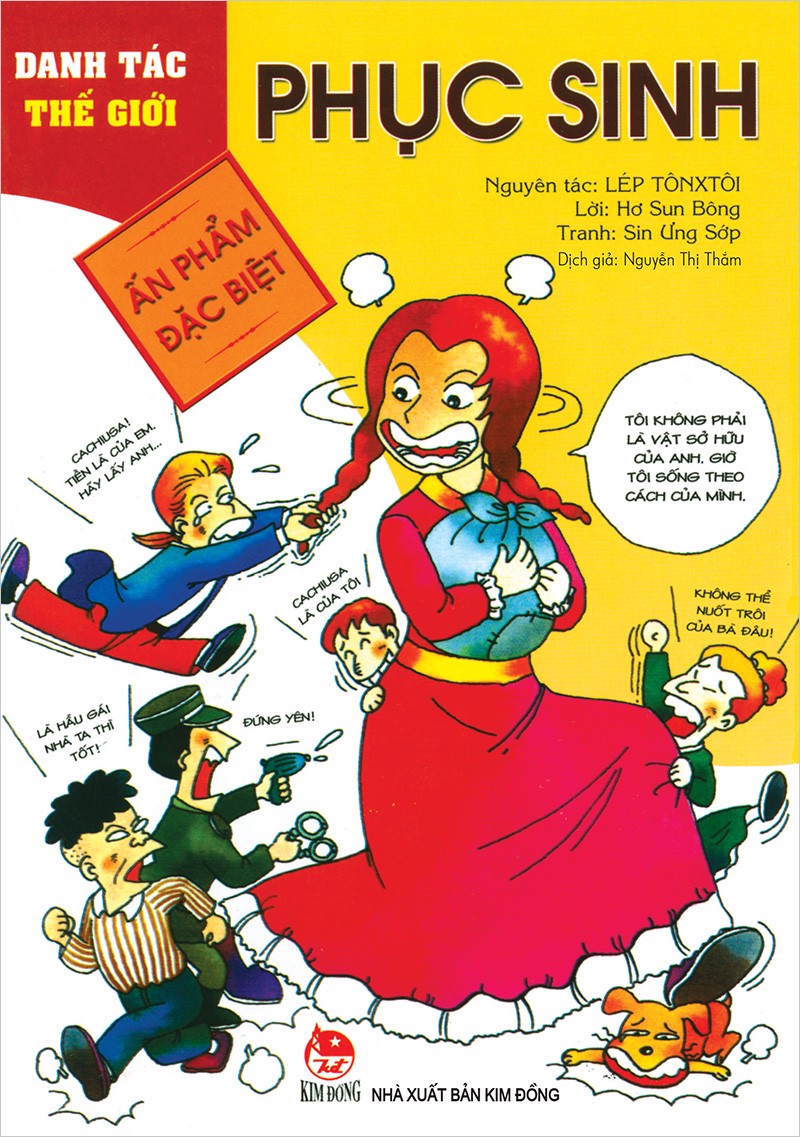 DANH TÁC
THẾ GIỚI
PHỤC SINH
Nguyên tác: LÉP TÔNXTÔI
Lời: Hơ Sun Bông
Tranh: Sin Ưng Sớp
Dịch giả: Nguyễn Thị Thắm
ẤN PHẨM
ĐẶC BIỆT
CACHIUSA!
TIỀN LÀ CỦA EM.
HÃY LẤY ANH...
TÔI KHÔNG PHẢI
LÀ VẬT SỞ HỮU
CỦA ANH. GIỜ
TÔI SỐNG THEO
CÁCH CỦA MÌNH.
CACHIUSA
LÀ CỦA TÔI
KHÔNG THỂ
NUỐT TRÔI
CỦA BÀ ĐÂU!
LÀ HẦU GÁI
NHÀ TA THÌ
TỐT!
ĐỨNG YÊN!
Kđ
KIM ĐỒNG
NHÀ XUẤT BẢN KIM ĐỒNG